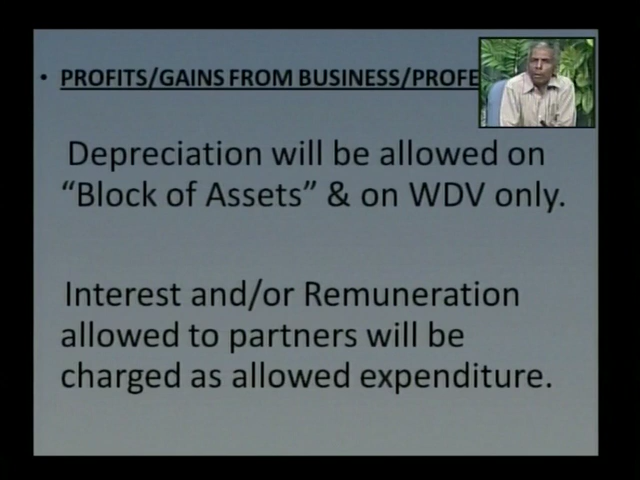 • PROFITS/GAINS FROM BUSINESS/PROFE
Depreciation will be allowed on
“Block of Assets” & on WDV only.
Interest and/or Remuneration
allowed to partners will be
charged as allowed expenditure.